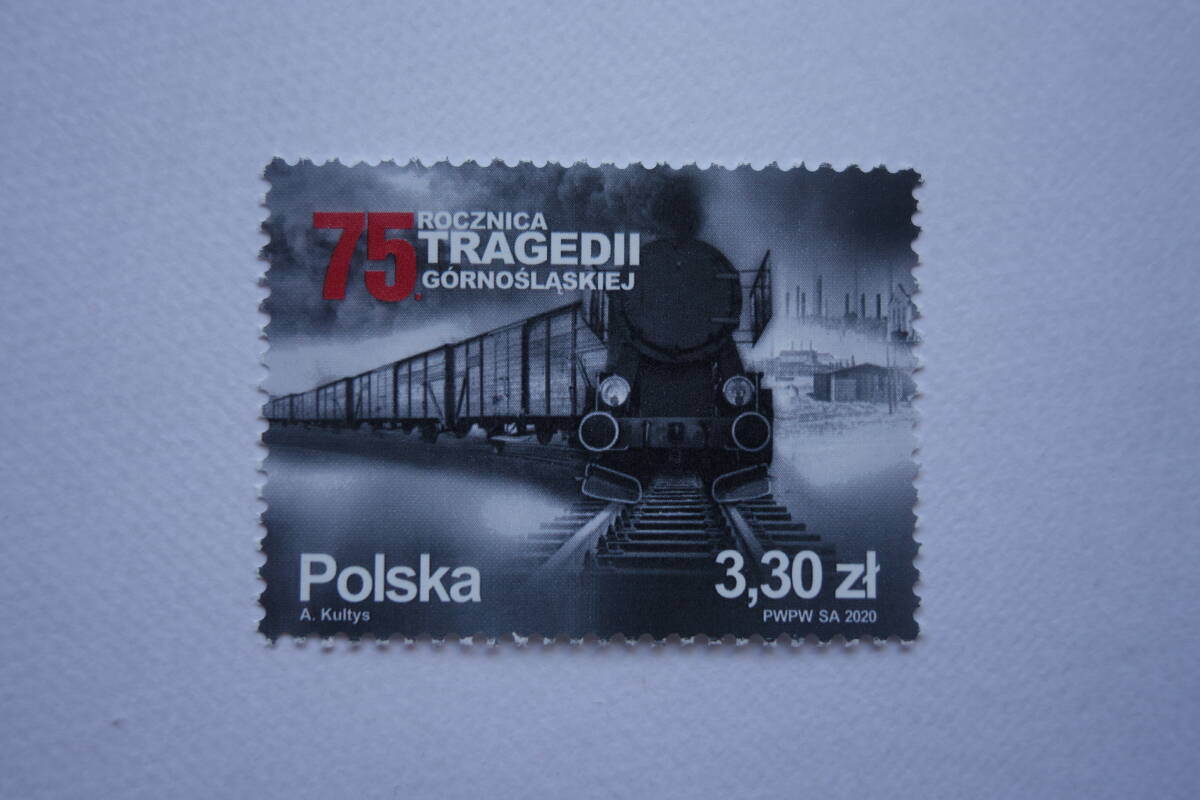 75. ROCZNICA
TRAGEDII
GÓRNOŚLĄSKIEJ
Polska
3,30 zł
A. Kultys
PWPW SA 2020